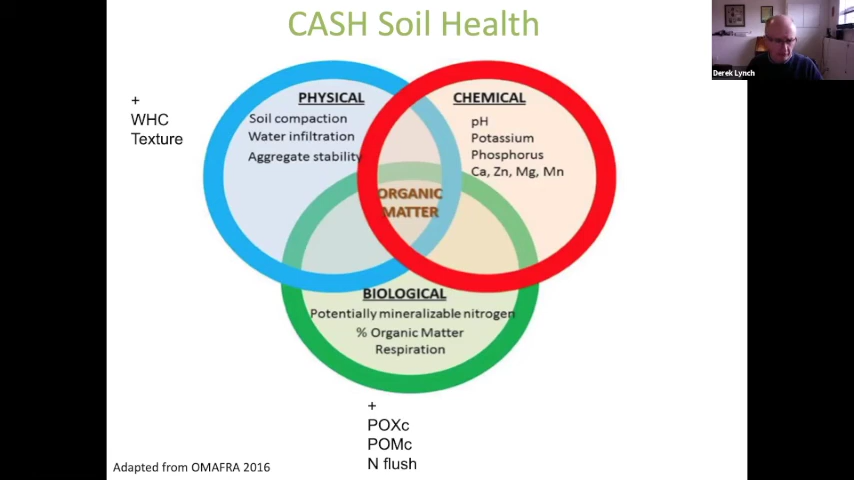 CASH Soil Health
Derek Lynch
+
WHC
Texture
PHYSICAL
Soil compaction
Water infiltration
Aggregate stability
CHEMICAL
pH
Potassium
Phosphorus
Ca, Zn, Mg, Mn
ORGANIC
MATTER
BIOLOGICAL
Potentially mineralizable nitrogen
% Organic Matter
Respiration
+
POXc
POMc
N flush
Adapted from OMAFRA 2016